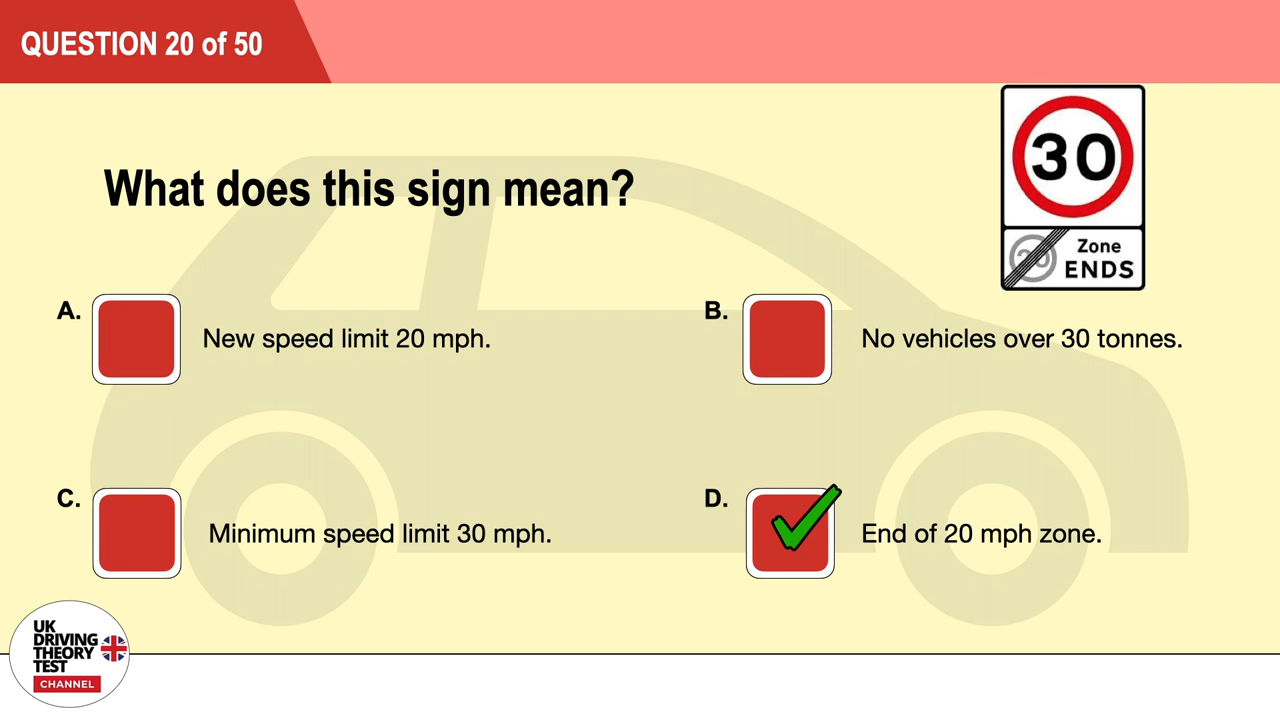 QUESTION 20 of 50
What does this sign mean?
30
20
Zone
ENDS
A.
New speed limit 20 mph.
B.
No vehicles over 30 tonnes.
C.
Minimum speed limit 30 mph.
D.
End of 20 mph zone.
UK
DRIVING
THEORY
TEST
CHANNEL